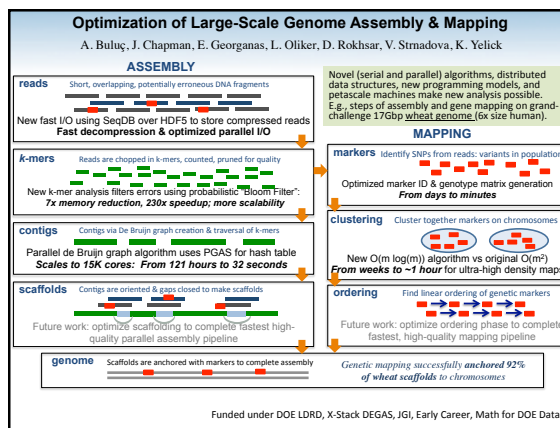 Optimization of Large-Scale Genome Assembly & Mapping
A. Buluç, J. Chapman, E. Georganas, L. Oliker, D. Rokhsar, V. Strnadova, K. Yelick
ASSEMBLY
reads Short, overlapping, potentially erroneous DNA fragments
New fast I/O using SeqDB over HDF5 to store compressed reads
Fast decompression & optimized parallel I/O
k-mers Reads are chopped in k-mers, counted, pruned for quality
New k-mer analysis filters errors using probabilistic "Bloom Filter":
7x memory reduction, 230x speedup; more scalability
contigs Contigs via De Bruijn graph creation & traversal of k-mers
Parallel de Bruijn graph algorithm uses PGAS for hash table
Scales to 15K cores: From 121 hours to 32 seconds
scaffolds Contigs are oriented & gaps closed to make scaffolds
Future work: optimize scaffolding to complete fastest high-
quality parallel assembly pipeline
Novel (serial and parallel) algorithms, distributed
data structures, new programming models, and
petascale machines make new analysis possible.
E.g., steps of assembly and gene mapping on grand-
challenge 17Gbp wheat genome (6x size human).
MAPPING
markers Identify SNPs from reads: variants in population
Optimized marker ID & genotype matrix generation
From days to minutes
clustering Cluster together markers on chromosomes
New O(m log(m)) algorithm vs original O(m²)
From weeks to ~1 hour for ultra-high density maps
ordering Find linear ordering of genetic markers
Future work: optimize ordering phase to complete
fastest, high-quality mapping pipeline
genome Scaffolds are anchored with markers to complete assembly
Genetic mapping successfully anchored 92%
of wheat scaffolds to chromosomes
Funded under DOE LDRD, X-Stack DEGAS, JGI, Early Career, Math for DOE Data